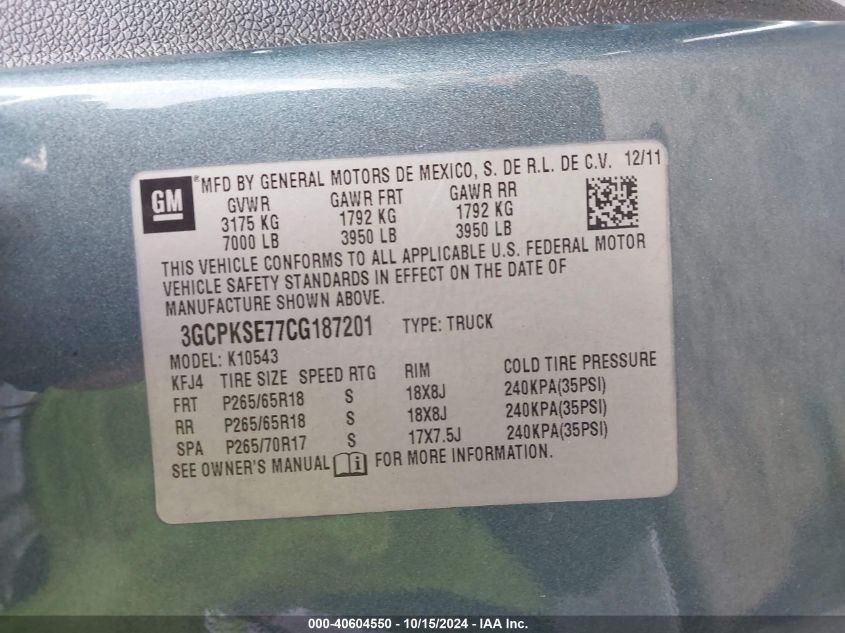 GM ® MFD BY GENERAL MOTORS DE MEXICO, S. DE R.L. DE C.V. 12/11
GVWR GAWR FRT GAWR RR
3175 KG 1792 KG 1792 KG
7000 LB 3950 LB 3950 LB
THIS VEHICLE CONFORMS TO ALL APPLICABLE U.S. FEDERAL MOTOR
VEHICLE SAFETY STANDARDS IN EFFECT ON THE DATE OF
MANUFACTURE SHOWN ABOVE.
3GCPKSE77CG187201 TYPE: TRUCK
MODEL: K10543
KFJ4 TIRE SIZE SPEED RTG RIM COLD TIRE PRESSURE
FRT P265/65R18 S 18X8J 240KPA(35PSI)
RR P265/65R18 S 18X8J 240KPA(35PSI)
SPA P265/70R17 S 17X7.5J 240KPA(35PSI)
SEE OWNER'S MANUAL i FOR MORE INFORMATION.
000-40604550 - 10/15/2024 - IAA Inc.